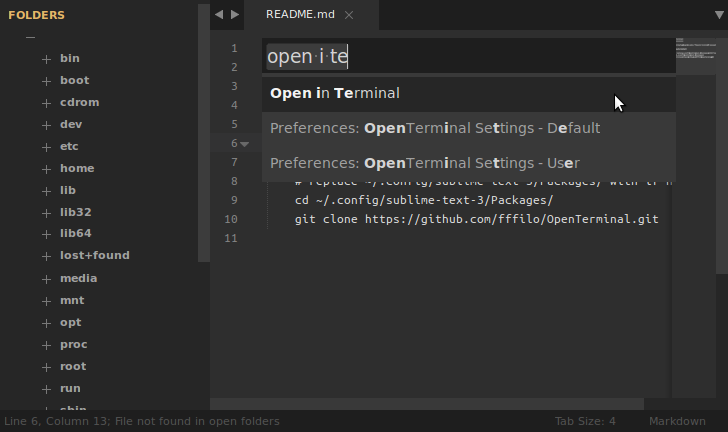 FOLDERS
README.md
bin
boot
cdrom
dev
etc
home
lib
lib32
lib64
lost+found
media
mnt
opt
proc
root
run
open i te
Open in Terminal
Preferences: OpenTerminal Settings - Default
Preferences: OpenTerminal Settings - User
1
2
3
4
5
6
7
8 # replace ~/.config/sublime-text-3/Packages/ with
9 cd ~/.config/sublime-text-3/Packages/
10 git clone https://github.com/fffilo/OpenTerminal.git
11
Line 6, Column 13; File not found in open folders
Tab Size: 4
Markdown